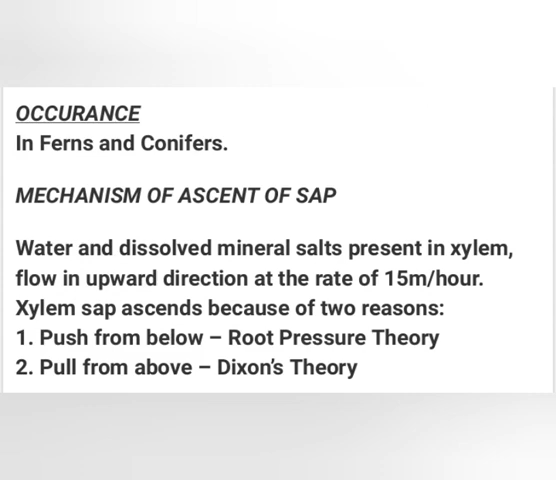 OCCURANCE
In Ferns and Conifers.
MECHANISM OF ASCENT OF SAP
Water and dissolved mineral salts present in xylem,
flow in upward direction at the rate of 15m/hour.
Xylem sap ascends because of two reasons:
1. Push from below – Root Pressure Theory
2. Pull from above – Dixon's Theory